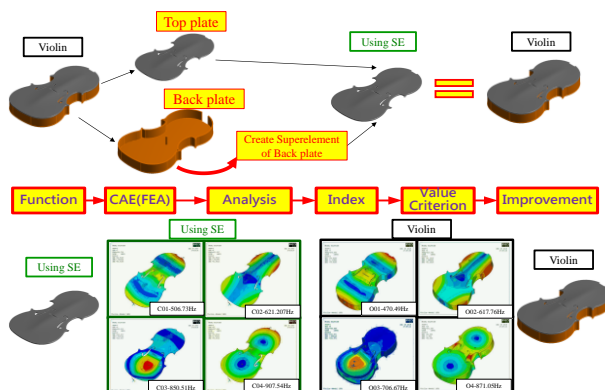 Top plate
Violin
Using SE
Violin
Back plate
Create Superelement
of Back plate
Function
CAE(FEA)
Analysis
Index
Value
Criterion
Improvement
Using SE
Violin
Using SE
C01-506.73Hz
C02-621.207Hz
O01-470.49Hz
O02-617.76Hz
C03-850.51Hz
C04-907.54Hz
O03-706.67Hz
O4-871.05Hz